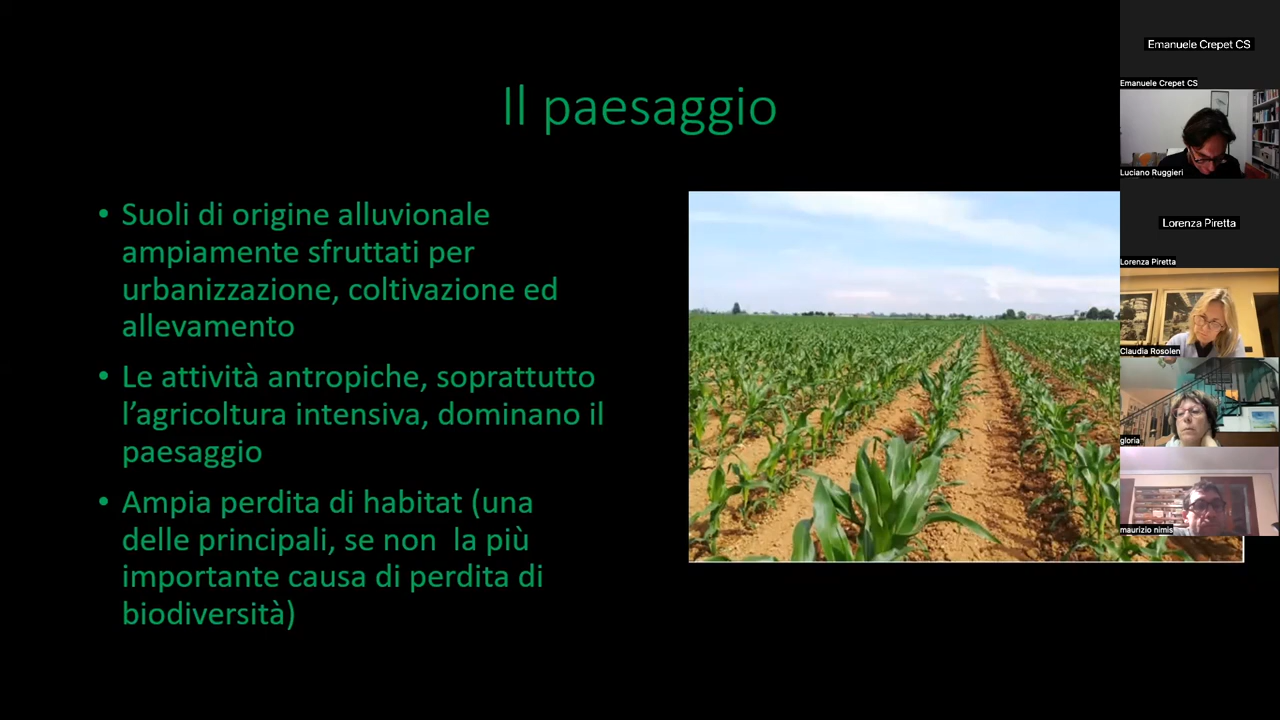 Il paesaggio
• Suoli di origine alluvionale
ampiamente sfruttati per
urbanizzazione, coltivazione ed
allevamento
• Le attività antropiche, soprattutto
l’agricoltura intensiva, dominano il
paesaggio
• Ampia perdita di habitat (una
delle principali, se non  la più
importante causa di perdita di
biodiversità)
Emanuele Crepet CS
Emanuele Crepet CS
Luciano Ruggieri
Lorenza Piretta
Lorenza Piretta
Claudia Rosolen
gloria
maurizio nimis